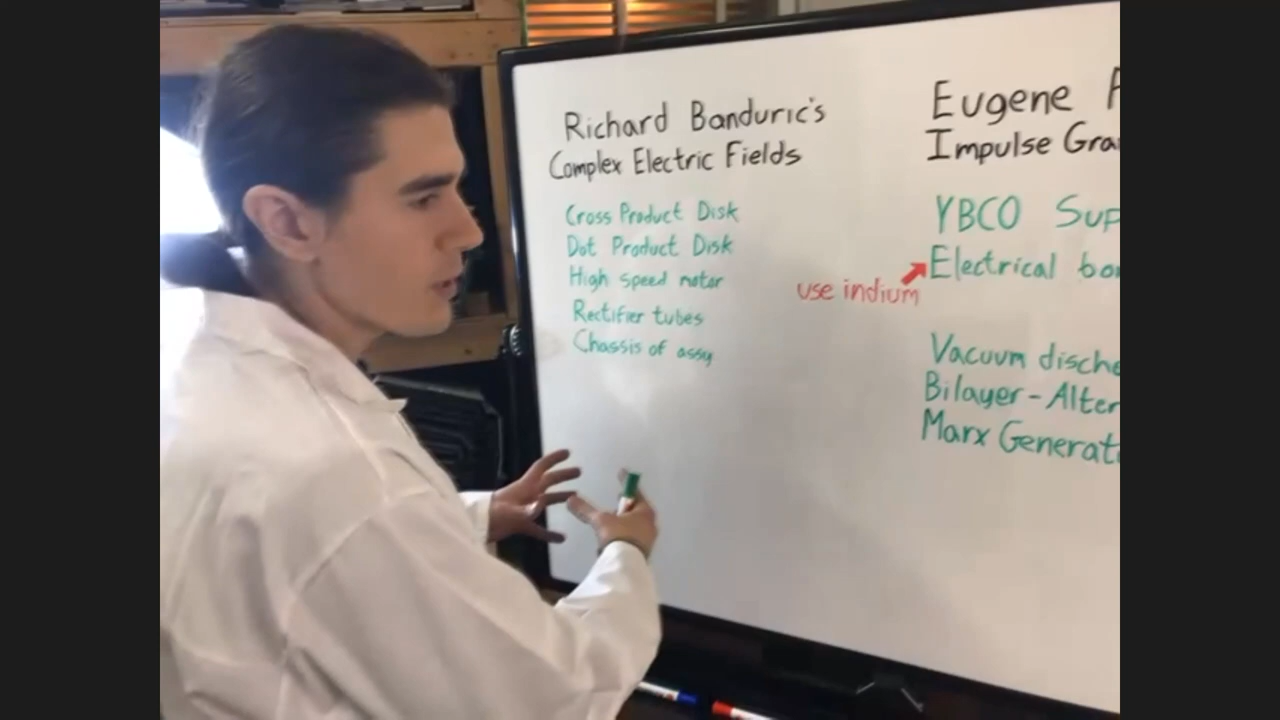 Richard Banduric's
Complex Electric Fields
Cross Product Disk
Dot Product Disk
High speed motor
Rectifier tubes
Chassis of assy
Eugene
Impulse Gra
YBCO Sup
Electrical bo
use indium
Vacuum disch
Bilayer-Alter
Marx Generat